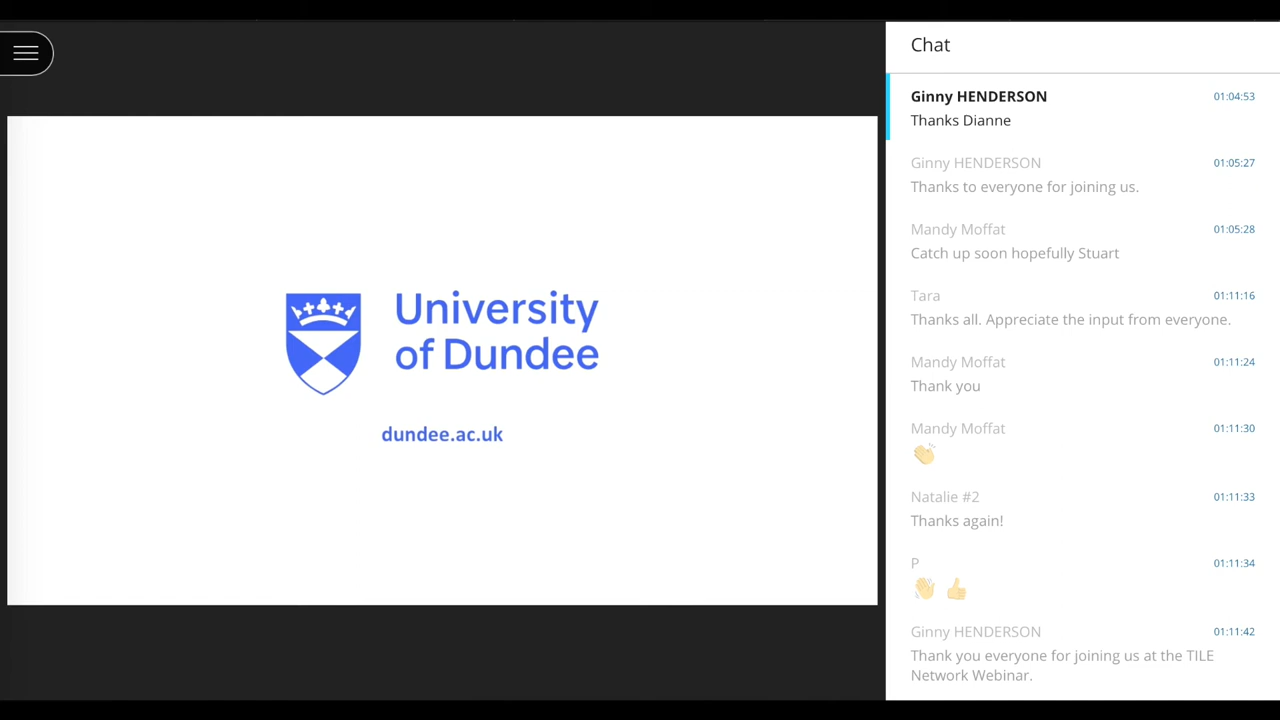 University
of Dundee
dundee.ac.uk
Chat
Ginny HENDERSON 01:04:53
Thanks Dianne
Ginny HENDERSON 01:05:27
Thanks to everyone for joining us.
Mandy Moffat 01:05:28
Catch up soon hopefully Stuart
Tara 01:11:16
Thanks all. Appreciate the input from everyone.
Mandy Moffat 01:11:24
Thank you
Mandy Moffat 01:11:30
Natalie #2 01:11:33
Thanks again!
P 01:11:34
Ginny HENDERSON 01:11:42
Thank you everyone for joining us at the TILE
Network Webinar.